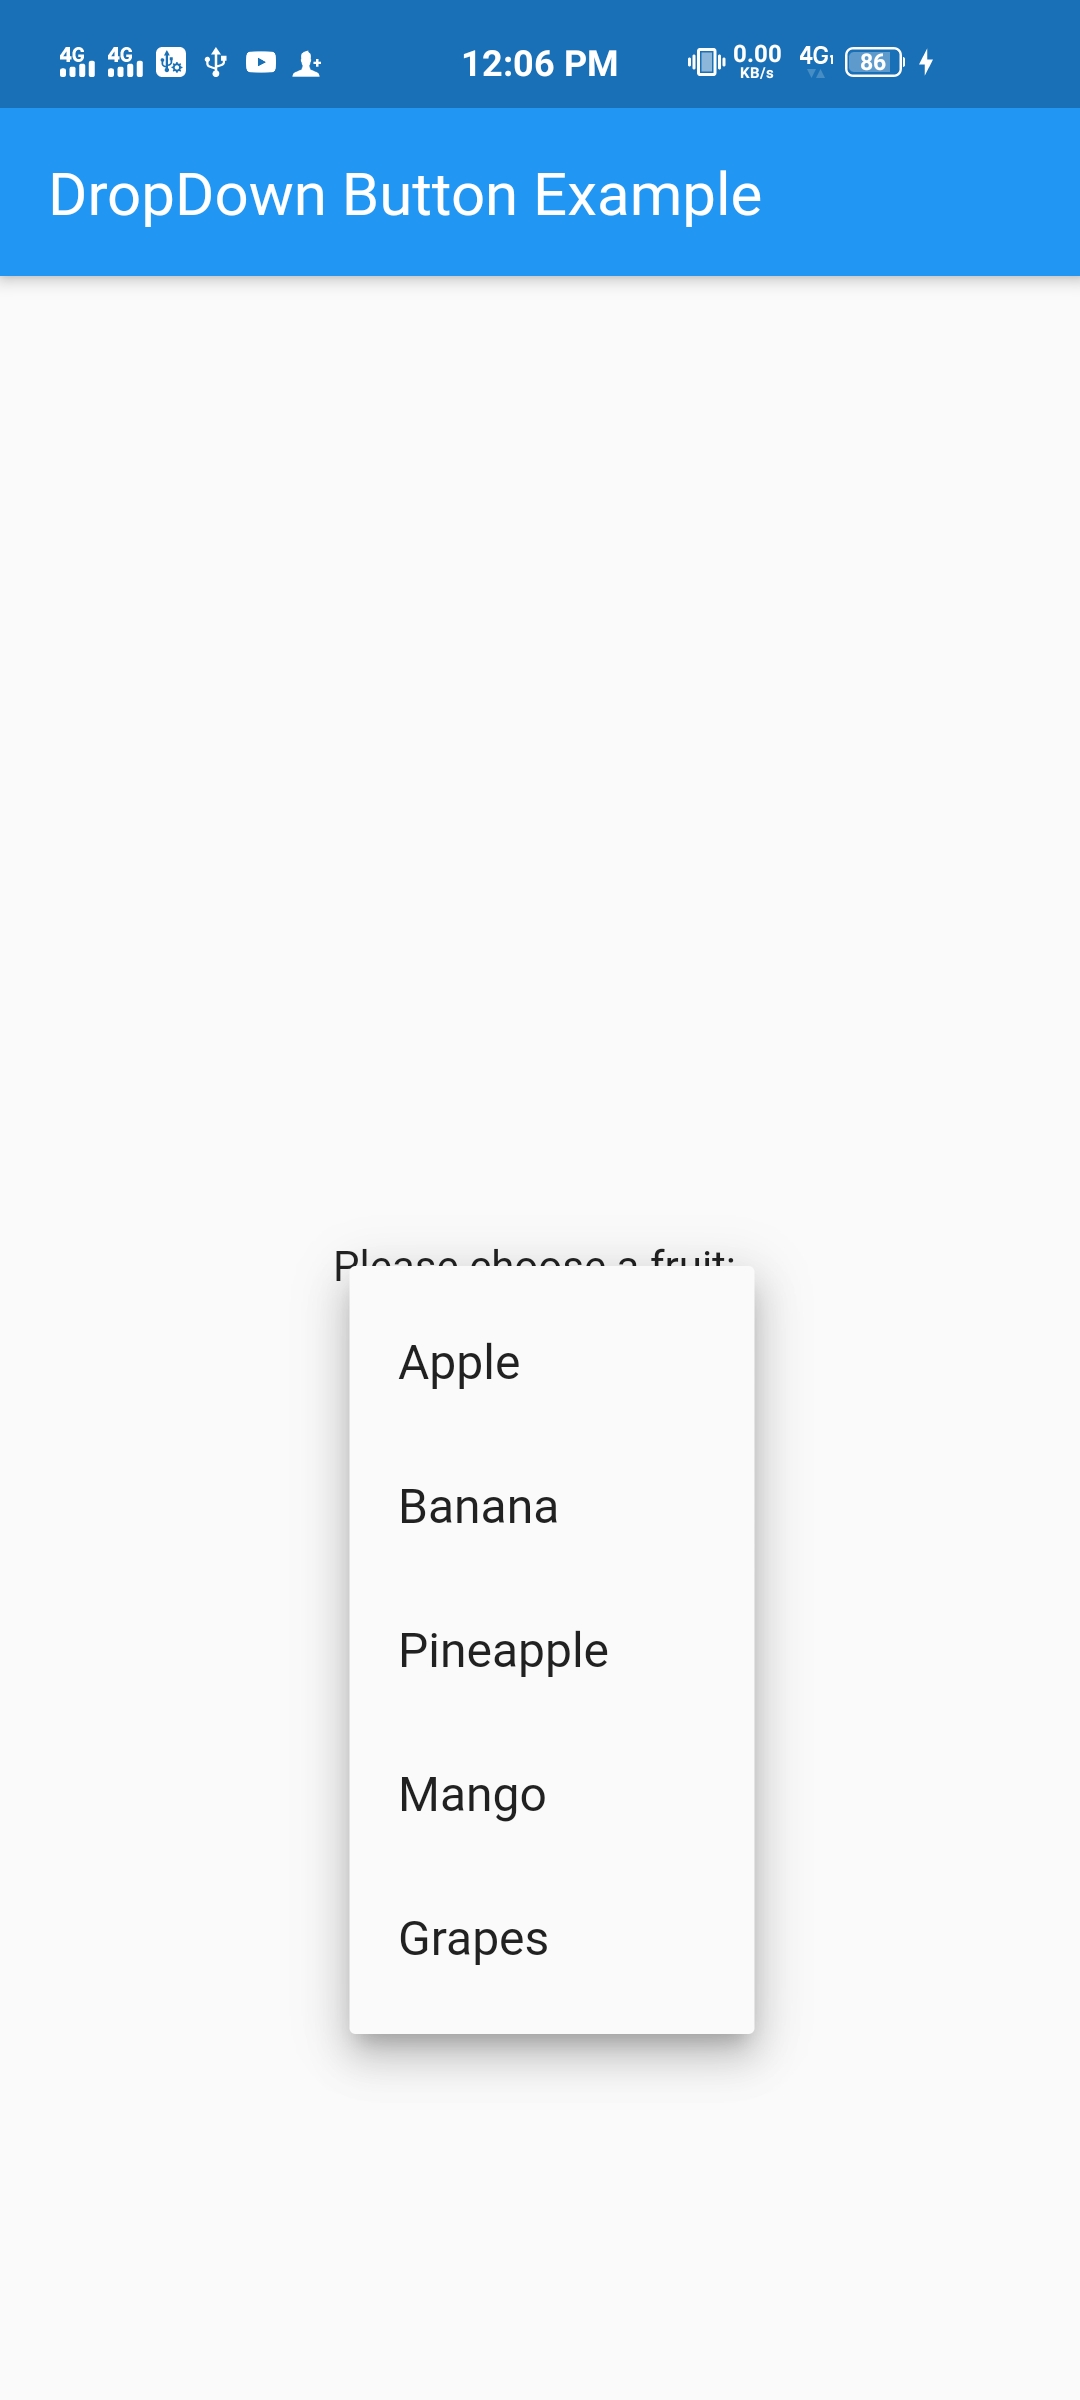 4G 4G 12:06 PM 0.00 KB/s 4G 86
DropDown Button Example
Please choose a fruit:
Apple
Banana
Pineapple
Mango
Grapes